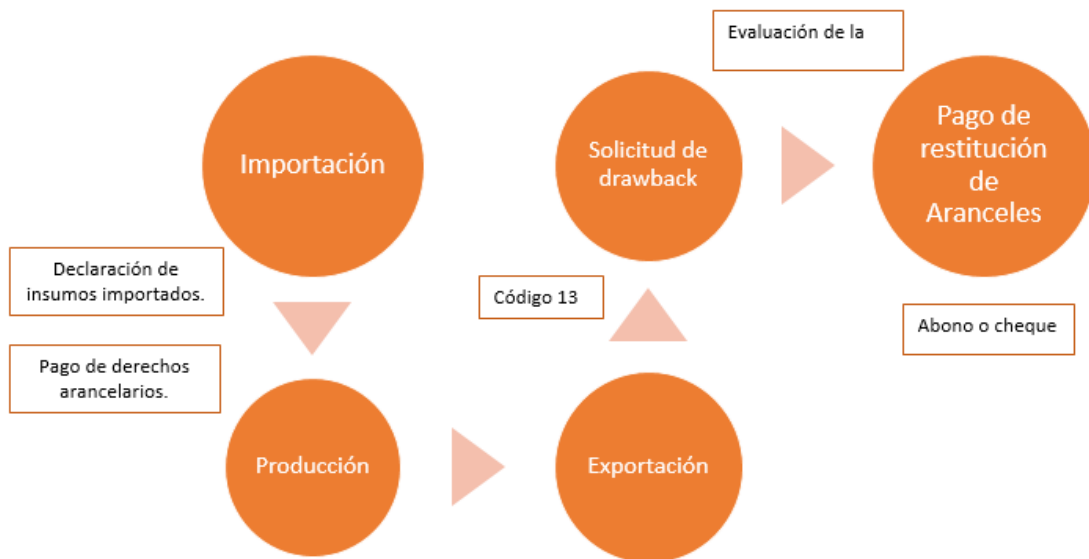 Importación
Declaración de
insumos importados.
Pago de derechos
arancelarios.
Producción
Exportación
Código 13
Solicitud de
drawback
Evaluación de la
Pago de
restitución
de
Aranceles
Abono o cheque